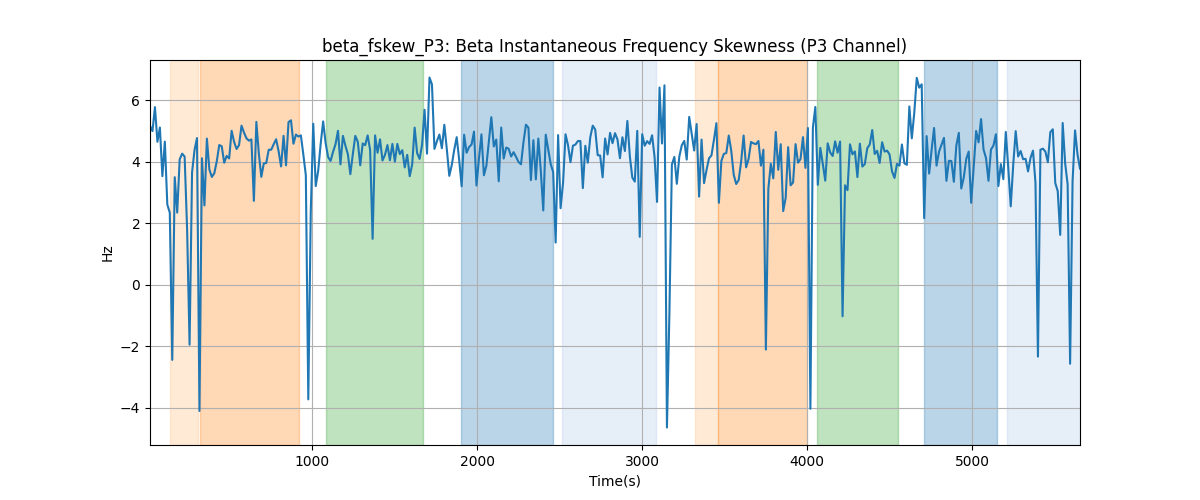 beta_fskew_P3: Beta Instantaneous Frequency Skewness (P3 Channel)
6
4
2
0
−2
−4
Hz
1000 2000 3000 4000 5000
Time(s)